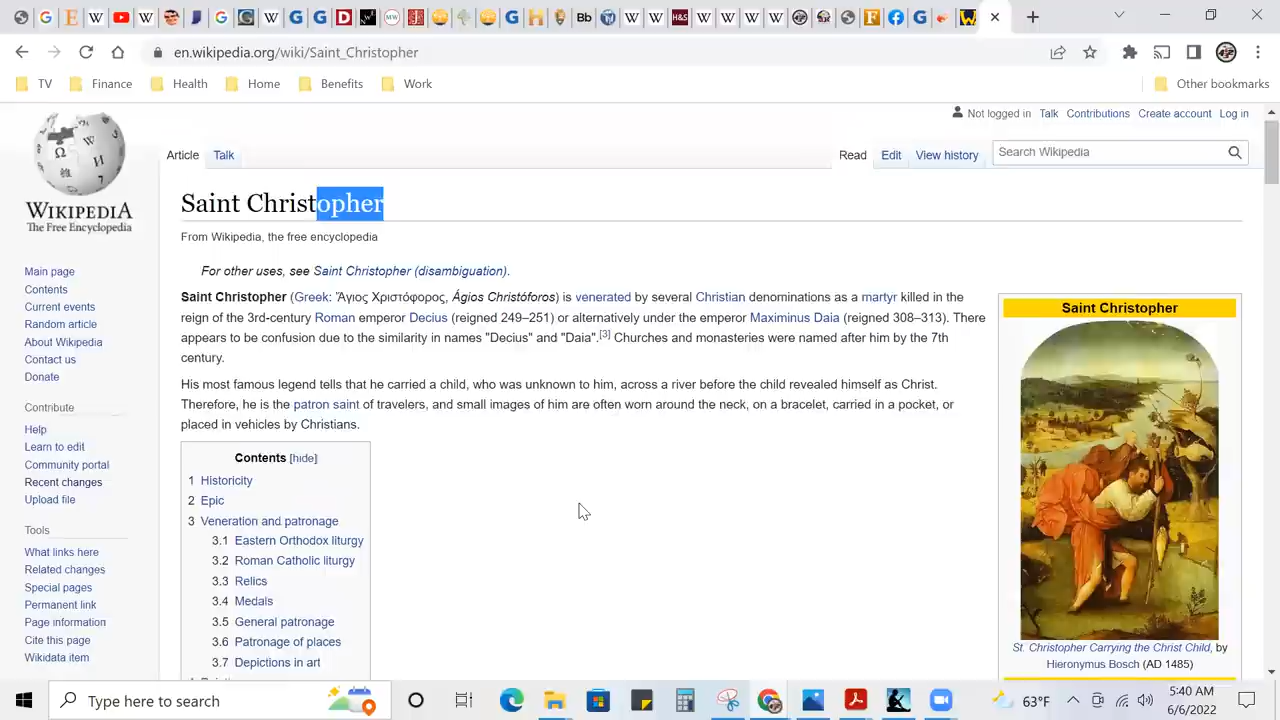 en.wikipedia.org/wiki/Saint_Christopher
TV Finance Health Home Benefits Work Other bookmarks
Not logged in Talk Contributions Create account Log in
Article Talk Read Edit View history Search Wikipedia
WIKIPEDIA
The Free Encyclopedia
Saint Christopher
From Wikipedia, the free encyclopedia
For other uses, see Saint Christopher (disambiguation).
Saint Christopher (Greek: Ἅγιος Χριστόφορος, Ágios Christóforos) is venerated by several Christian denominations as a martyr killed in the
reign of the 3rd-century Roman emperor Decius (reigned 249–251) or alternatively under the emperor Maximinus Daia (reigned 308–313). There
appears to be confusion due to the similarity in names "Decius" and "Daia".[3] Churches and monasteries were named after him by the 7th
century.
His most famous legend tells that he carried a child, who was unknown to him, across a river before the child revealed himself as Christ.
Therefore, he is the patron saint of travelers, and small images of him are often worn around the neck, on a bracelet, carried in a pocket, or
placed in vehicles by Christians.
Contents [hide]
1 Historicity
2 Epic
3 Veneration and patronage
3.1 Eastern Orthodox liturgy
3.2 Roman Catholic liturgy
3.3 Relics
3.4 Medals
3.5 General patronage
3.6 Patronage of places
3.7 Depictions in art
Main page
Contents
Current events
Random article
About Wikipedia
Contact us
Donate
Contribute
Help
Learn to edit
Community portal
Recent changes
Upload file
Tools
What links here
Related changes
Special pages
Permanent link
Page information
Cite this page
Wikidata item
Saint Christopher
St. Christopher Carrying the Christ Child, by
Hieronymus Bosch (AD 1485)
Type here to search
63°F
5:40 AM
6/6/2022